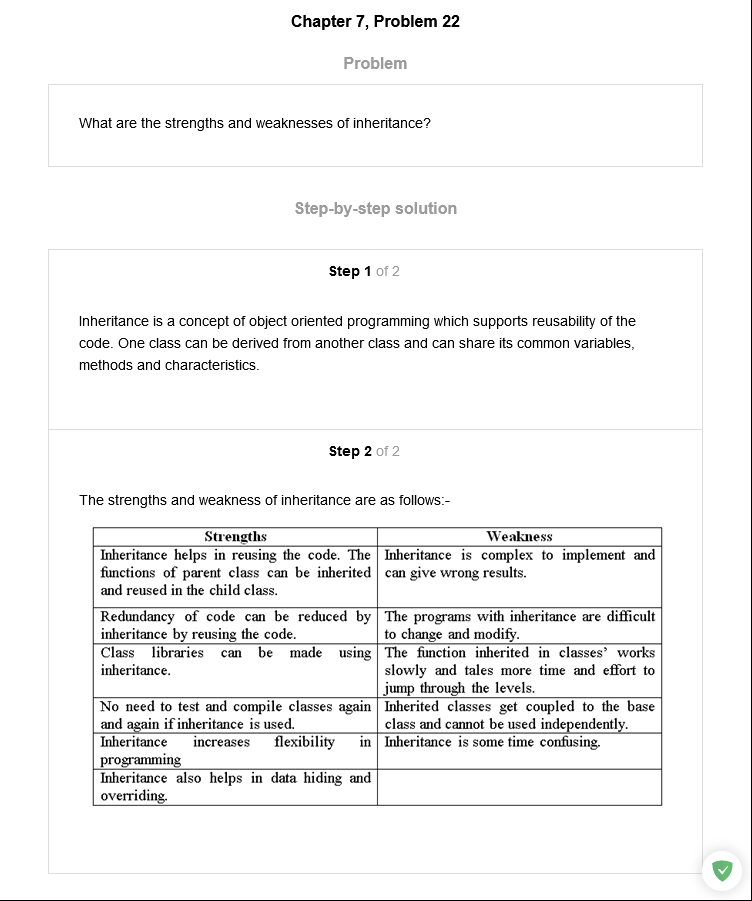 Chapter 7, Problem 22
Problem
What are the strengths and weaknesses of inheritance?
Step-by-step solution
Step 1 of 2
Inheritance is a concept of object oriented programming which supports reusability of the
code. One class can be derived from another class and can share its common variables,
methods and characteristics.
Step 2 of 2
The strengths and weakness of inheritance are as follows:-
Strengths
Weakness
Inheritance helps in reusing the code. The
functions of parent class can be inherited
and reused in the child class.
Inheritance is complex to implement and
can give wrong results.
Redundancy of code can be reduced by
inheritance by reusing the code.
The programs with inheritance are difficult
to change and modify.
Class libraries can be made using
inheritance.
The function inherited in classes' works
slowly and tales more time and effort to
jump through the levels.
No need to test and compile classes again
and again if inheritance is used.
Inherited classes get coupled to the base
class and cannot be used independently.
Inheritance increases flexibility in
programming
Inheritance is some time confusing.
Inheritance also helps in data hiding and
overriding.